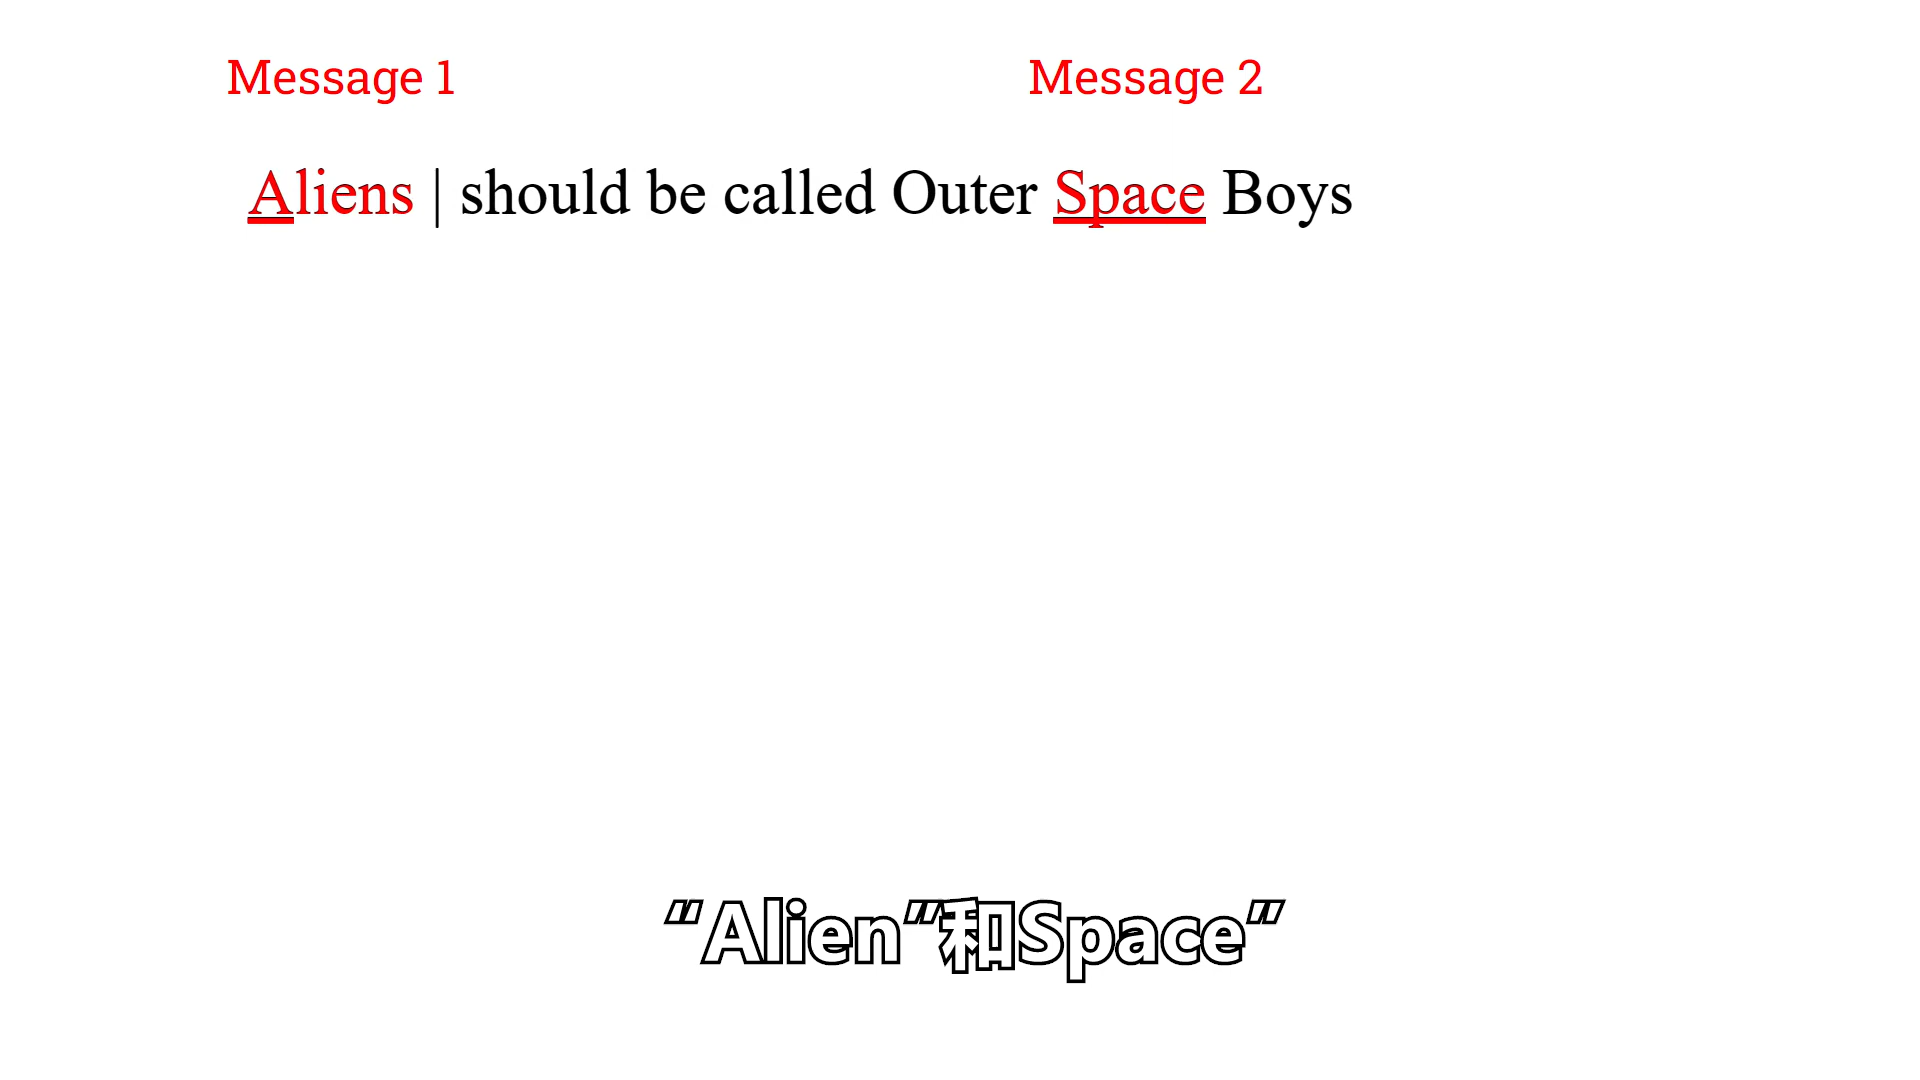 Message 1 Message 2
Aliens | should be called Outer Space Boys
“Alien”和Space”